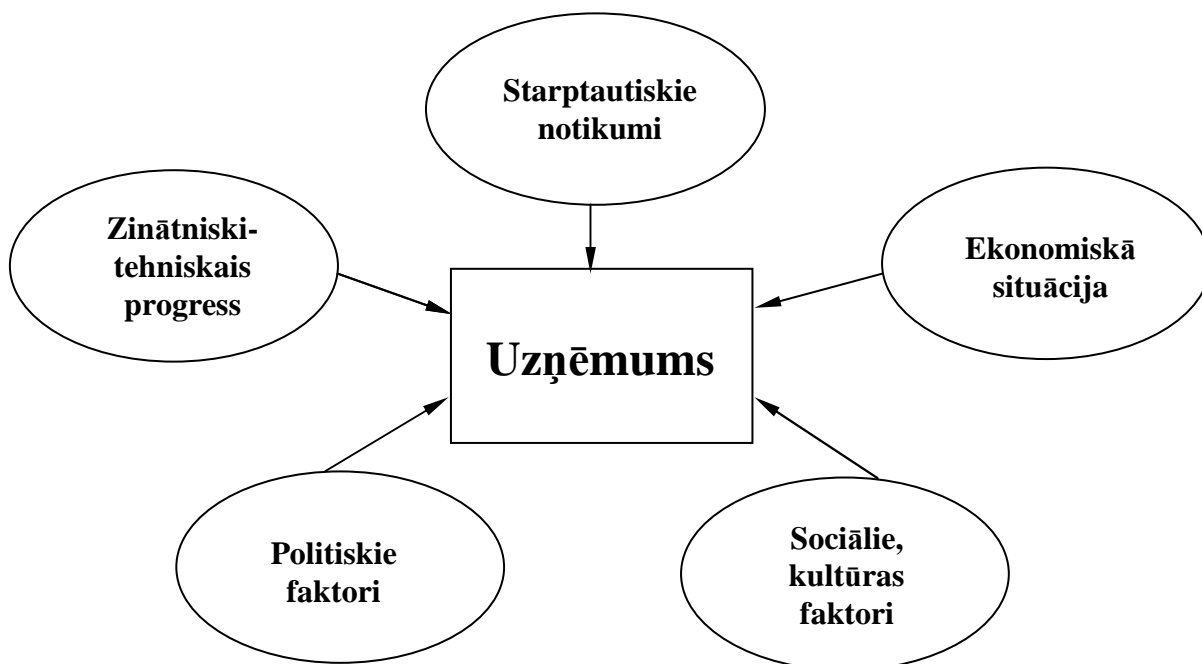 Starptautiskie
notikumi
Zinātniski-
tehniskais
progress
Ekonomiskā
situācija
Uzņēmums
Politiskie
faktori
Sociālie,
kultūras
faktori